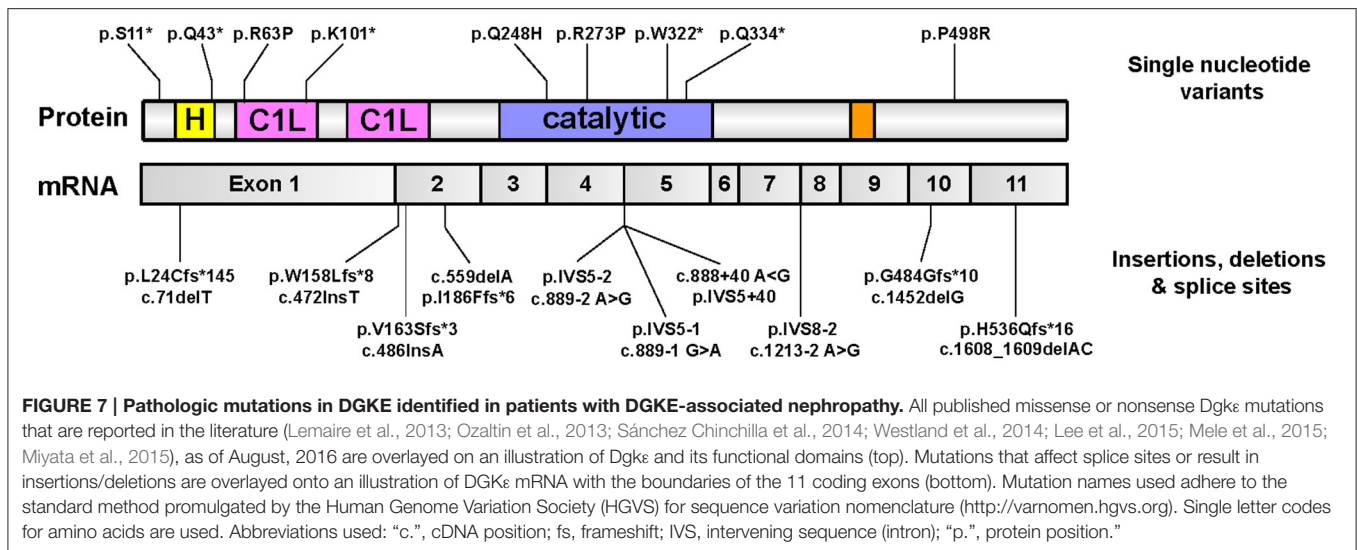 p.S11* p.Q43* p.R63P p.K101* p.Q248H p.R273P p.W322* p.Q334* p.P498R
Single nucleotide
variants
Protein H C1L C1L catalytic
mRNA Exon 1 2 3 4 5 6 7 8 9 10 11
p.L24Cfs*145
c.71delT
p.W158Lfs*8
c.472InsT
c.559delA
p.I186Ffs*6
p.IVS5-2
c.889-2 A>G
c.888+40 A<G
p.IVS5+40
p.G484Gfs*10
c.1452delG
Insertions, deletions
& splice sites
p.V163Sfs*3
c.486InsA
p.IVS5-1
c.889-1 G>A
p.IVS8-2
c.1213-2 A>G
p.H536Qfs*16
c.1608_1609delAC
FIGURE 7 | Pathologic mutations in DGKE identified in patients with DGKE-associated nephropathy. All published missense or nonsense Dgkε mutations
that are reported in the literature (Lemaire et al., 2013; Ozaltin et al., 2013; Sánchez Chinchilla et al., 2014; Westland et al., 2014; Lee et al., 2015; Mele et al., 2015;
Miyata et al., 2015), as of August, 2016 are overlayed on an illustration of Dgkε and its functional domains (top). Mutations that affect splice sites or result in
insertions/deletions are overlayed onto an illustration of DGKε mRNA with the boundaries of the 11 coding exons (bottom). Mutation names used adhere to the
standard method promulgated by the Human Genome Variation Society (HGVS) for sequence variation nomenclature (http://varnomen.hgvs.org). Single letter codes
for amino acids are used. Abbreviations used: “c.”, cDNA position; fs, frameshift; IVS, intervening sequence (intron); “p.”, protein position.”